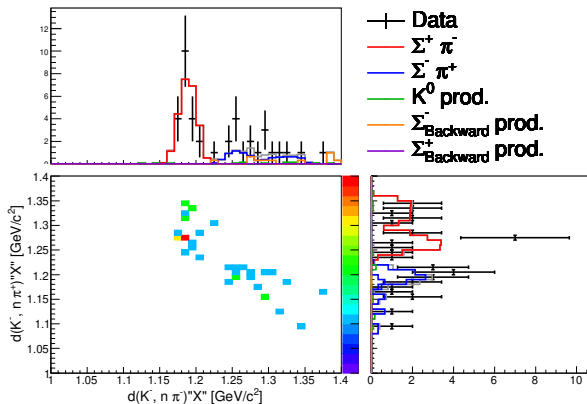 12
10
8
6
4
2
0
Data
Σ⁺ π⁻
Σ⁻ π⁺
K⁰ prod.
Σ⁻Backward prod.
Σ⁺Backward prod.
d(K⁻, n π⁺)"X" [GeV/c²]
1.4
1.35
1.3
1.25
1.2
1.15
1.1
1.05
1
1 1.05 1.1 1.15 1.2 1.25 1.3 1.35 1.4
d(K⁻, n π⁻)"X" [GeV/c²]
0 2 4 6 8 10